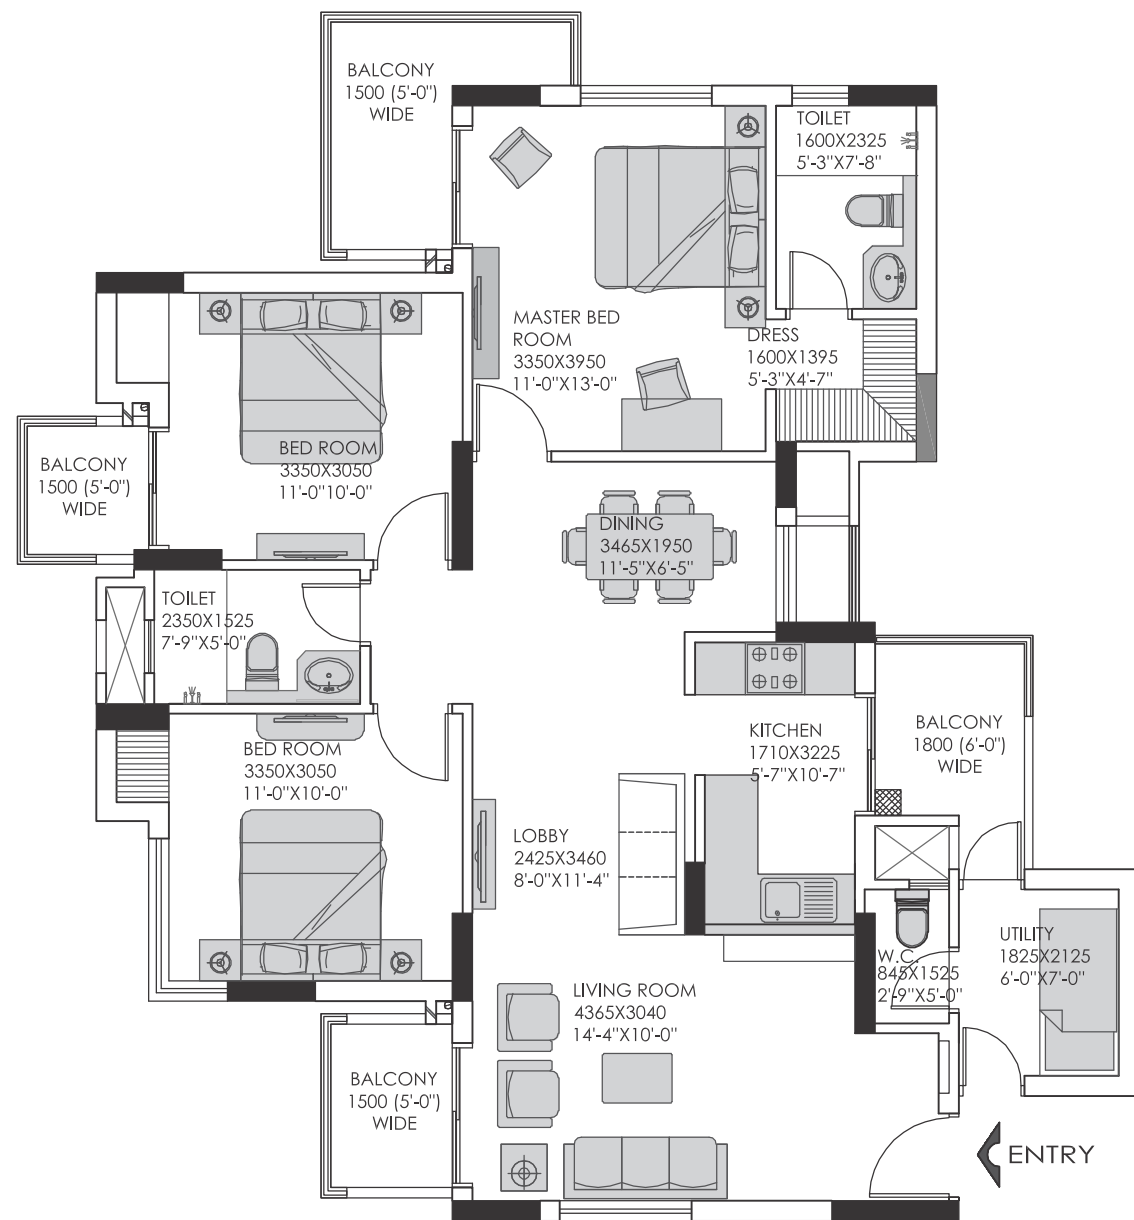 BALCONY
1500 (5'-0")
WIDE
TOILET
1600X2325
5'-3"X7'-8"
MASTER BED
ROOM
3350X3950
11'-0"X13'-0"
DRESS
1600X1395
5'-3"X4'-7"
BED ROOM
3350X3050
11'-0"10'-0"
BALCONY
1500 (5'-0")
WIDE
DINING
3465X1950
11'-5"X6'-5"
TOILET
2350X1525
7'-9"X5'-0"
KITCHEN
1710X3225
5'-7"X10'-7"
BALCONY
1800 (6'-0")
WIDE
BED ROOM
3350X3050
11'-0"X10'-0"
LOBBY
2425X3460
8'-0"X11'-4"
W.C.
845X1525
2'-9"X5'-0"
UTILITY
1825X2125
6'-0"X7'-0"
LIVING ROOM
4365X3040
14'-4"X10'-0"
BALCONY
1500 (5'-0")
WIDE
ENTRY